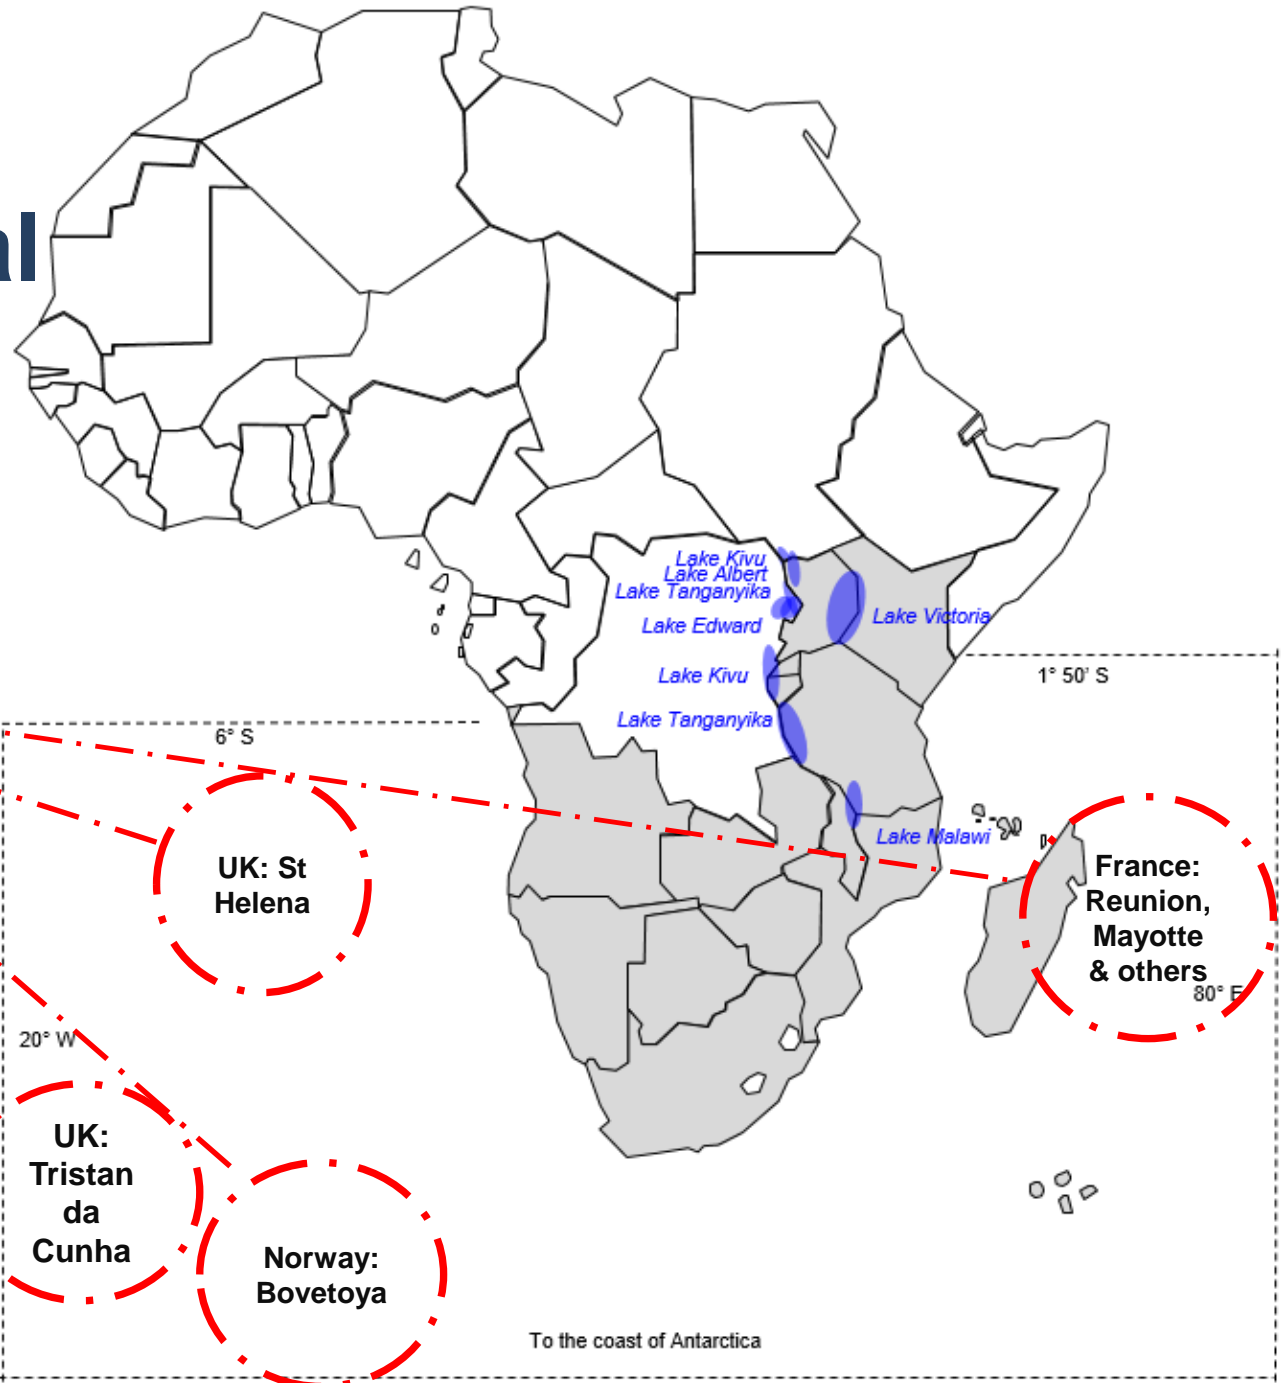 al
Lake Kivu
Lake Albert
Lake Tanganyika
Lake Edward
Lake Victoria
Lake Kivu
1° 50' S
Lake Tanganyika
6° S
Lake Malawi
UK: St
Helena
France:
Reunion,
Mayotte
& others
80° E
20° W
UK:
Tristan
da
Cunha
Norway:
Bovetoya
To the coast of Antarctica